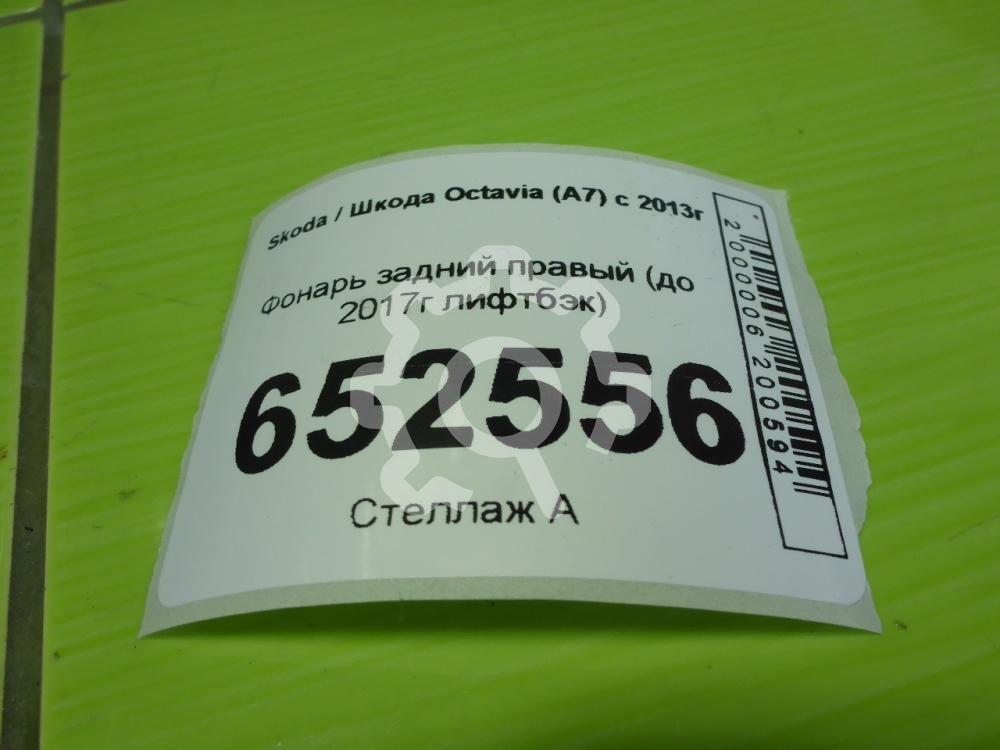 Skoda / Шкода Octavia (A7) с 2013г
Фонарь задний правый (до
2017г лифтбэк)
652556
Стеллаж А
2000006200594